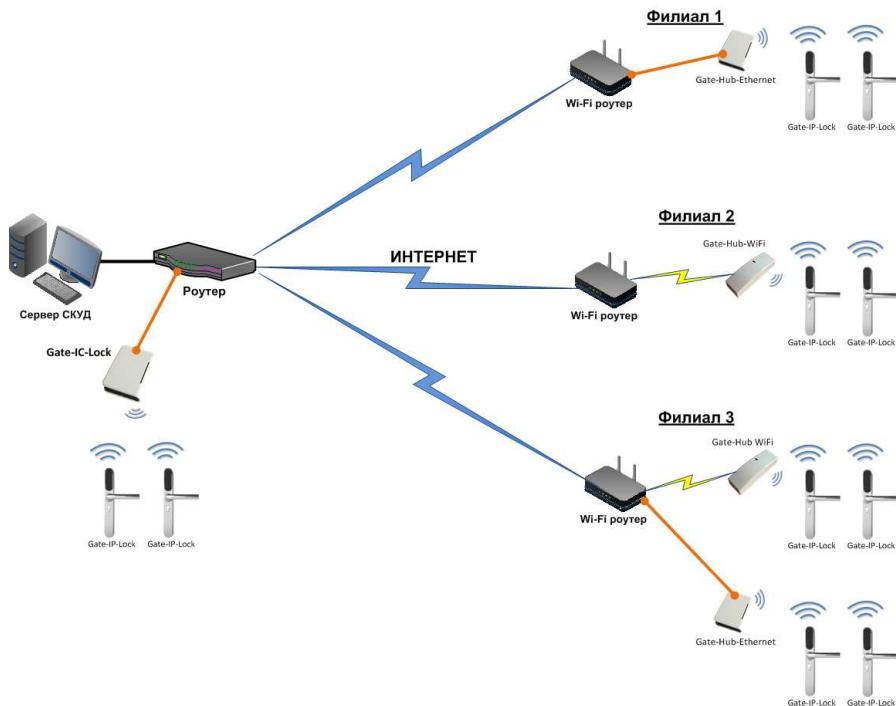 Филиал 1
Gate-Hub-Ethernet
Wi-Fi роутер
Gate-IP-Lock
Gate-IP-Lock
Филиал 2
Gate-Hub-WiFi
ИНТЕРНЕТ
Роутер
Wi-Fi роутер
Сервер СКУД
Gate-IP-Lock
Gate-IP-Lock
Gate-IC-Lock
Филиал 3
Gate-Hub WiFi
Wi-Fi роутер
Gate-IP-Lock
Gate-IP-Lock
Gate-IP-Lock
Gate-IP-Lock
Gate-Hub-Ethernet
Gate-IP-Lock
Gate-IP-Lock